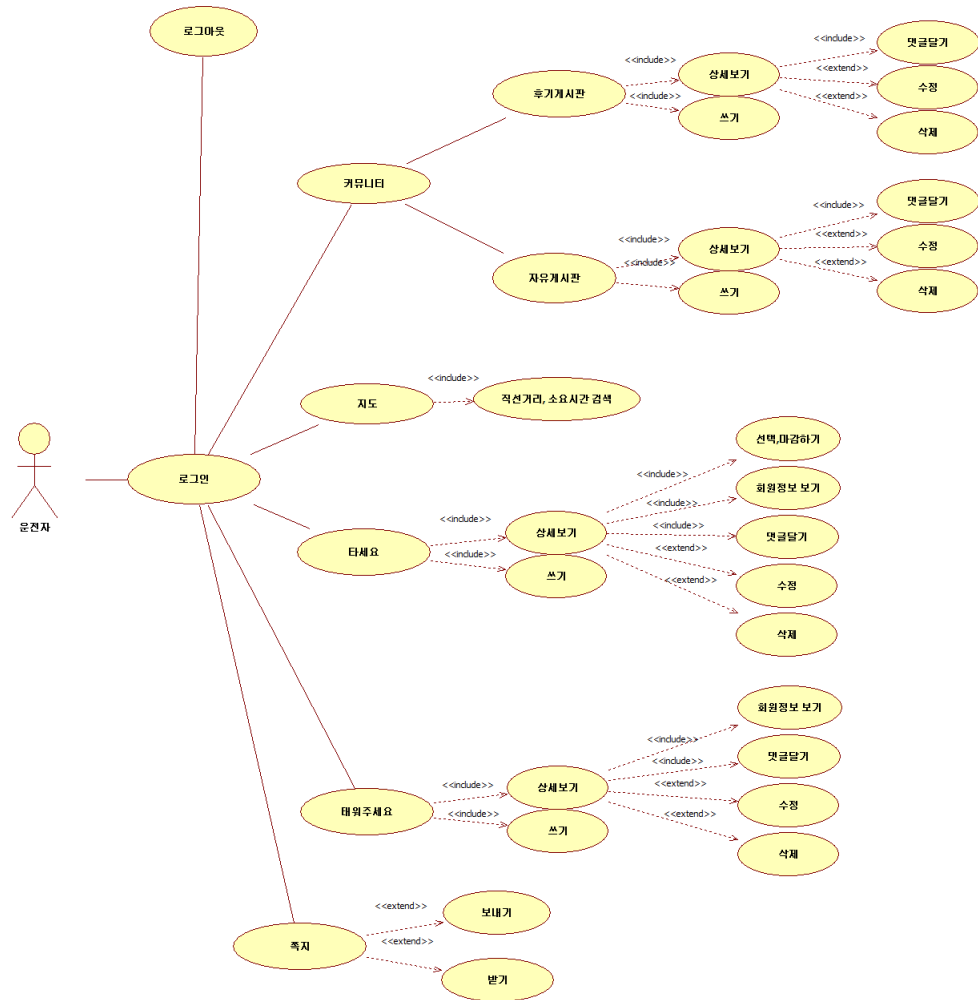 로그아웃
<<include>>
댓글달기
<<include>>
상세보기
<<extend>>
수정
후기게시판
<<include>>
쓰기
<<extend>>
삭제
커뮤니티
<<include>>
댓글달기
<<include>>
상세보기
<<extend>>
수정
자유게시판
<<include>>
쓰기
<<extend>>
삭제
<<include>>
지도
직선거리, 소요시간 검색
운전자
로그인
선택,마감하기
<<include>>
회원정보 보기
<<include>>
<<include>>
상세보기
<<include>>
댓글달기
타세요
<<include>>
쓰기
<<extend>>
수정
<<extend>>
삭제
회원정보 보기
<<include>>
댓글달기
<<include>>
<<include>>
상세보기
<<extend>>
수정
태워주세요
<<include>>
쓰기
<<extend>>
삭제
<<extend>>
보내기
쪽지
<<extend>>
받기